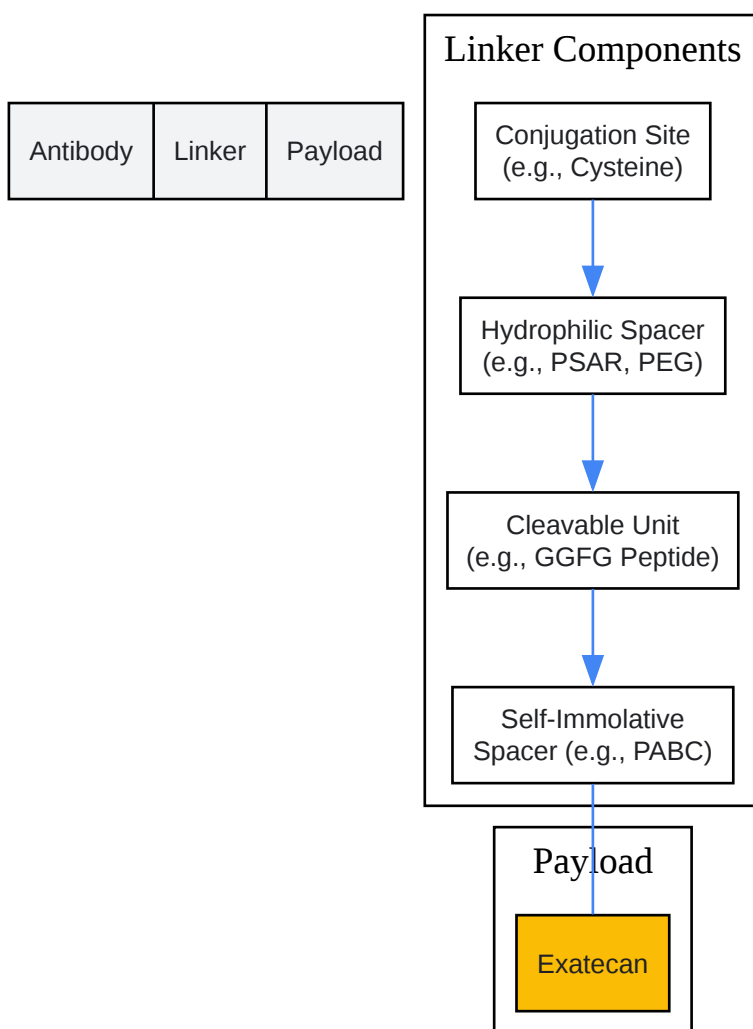 Linker Components
Antibody
Linker
Payload
Conjugation Site
(e.g., Cysteine)
Hydrophilic Spacer
(e.g., PSAR, PEG)
Cleavable Unit
(e.g., GGFG Peptide)
Self-Immolative
Spacer (e.g., PABC)
Payload
Exatecan